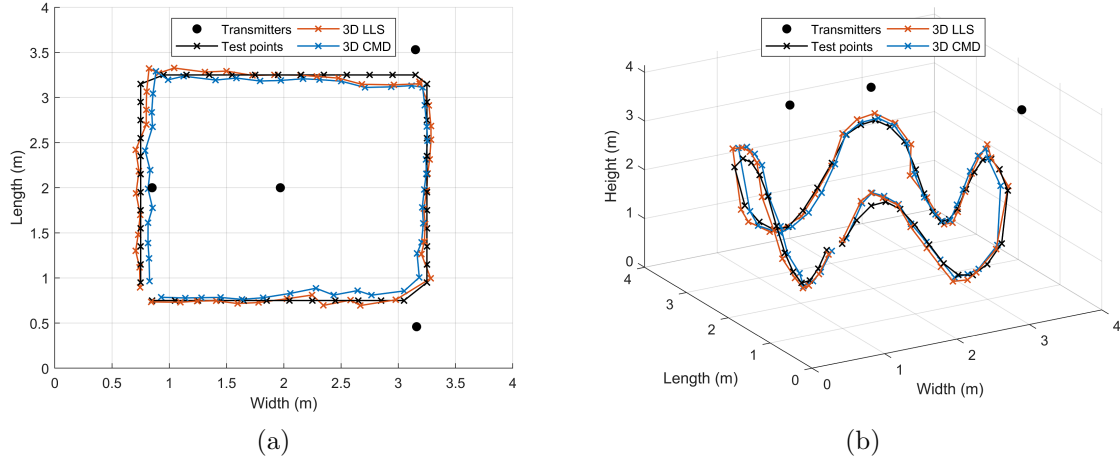 Transmitters 3D LLS
Test points 3D CMD
4
3.5
3
2.5
2
1.5
1
0.5
0
Length (m)
0 0.5 1 1.5 2 2.5 3 3.5 4
Width (m)
(a)
Transmitters 3D LLS
Test points 3D CMD
4
3
2
1
0
Height (m)
4
3
2
1
0
Length (m)
0
1
2
3
4
Width (m)
(b)